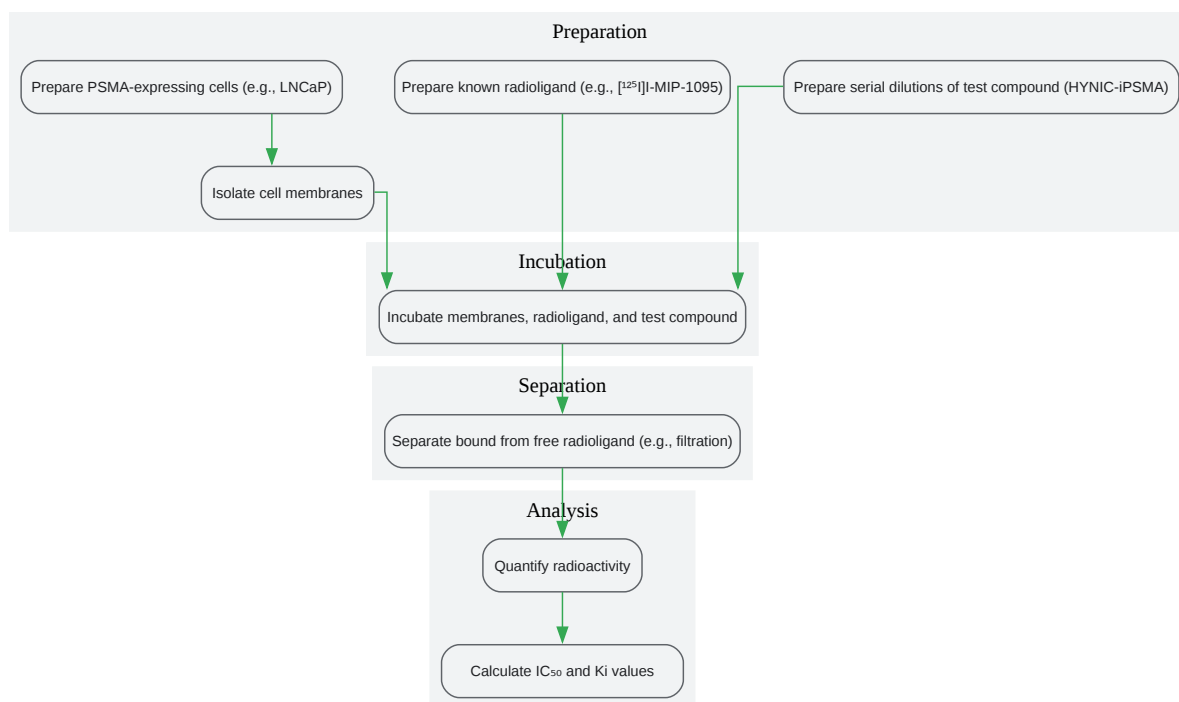 Preparation
Prepare PSMA-expressing cells (e.g., LNCaP)
Prepare known radioligand (e.g., [¹²⁵I]I-MIP-1095)
Prepare serial dilutions of test compound (HYNIC-iPSMA)
Isolate cell membranes
Incubation
Incubate membranes, radioligand, and test compound
Separation
Separate bound from free radioligand (e.g., filtration)
Analysis
Quantify radioactivity
Calculate IC₅₀ and Ki values